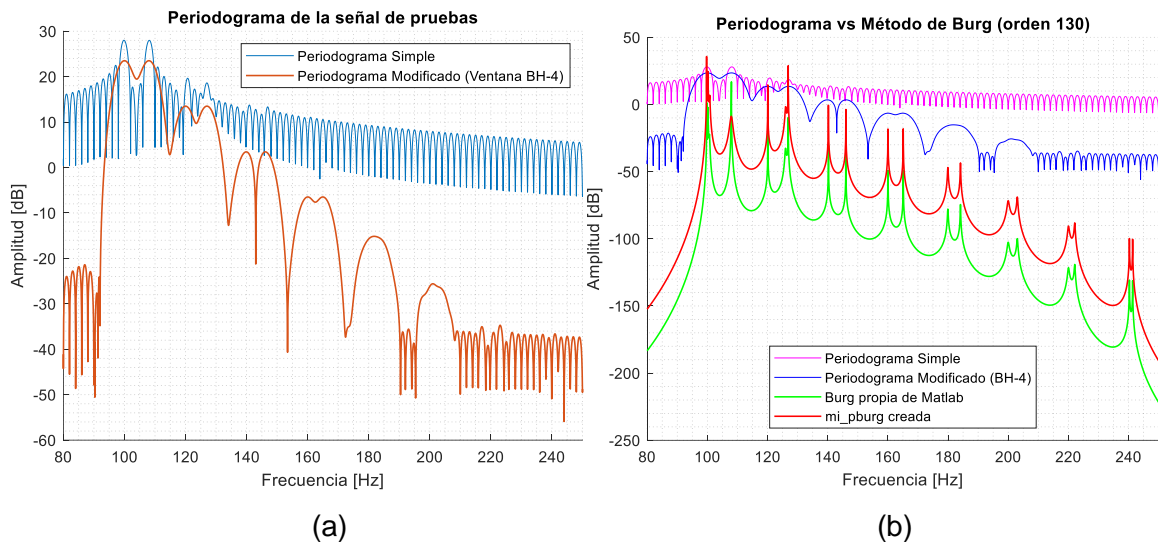 Periodograma de la señal de pruebas
Periodograma Simple
Periodograma Modificado (Ventana BH-4)
Amplitud [dB]
30
20
10
0
-10
-20
-30
-40
-50
-60
80 100 120 140 160 180 200 220 240
Frecuencia [Hz]
(a)
Periodograma vs Método de Burg (orden 130)
Amplitud [dB]
50
0
-50
-100
-150
-200
-250
Periodograma Simple
Periodograma Modificado (BH-4)
Burg propia de Matlab
mi_pburg creada
80 100 120 140 160 180 200 220 240
Frecuencia [Hz]
(b)